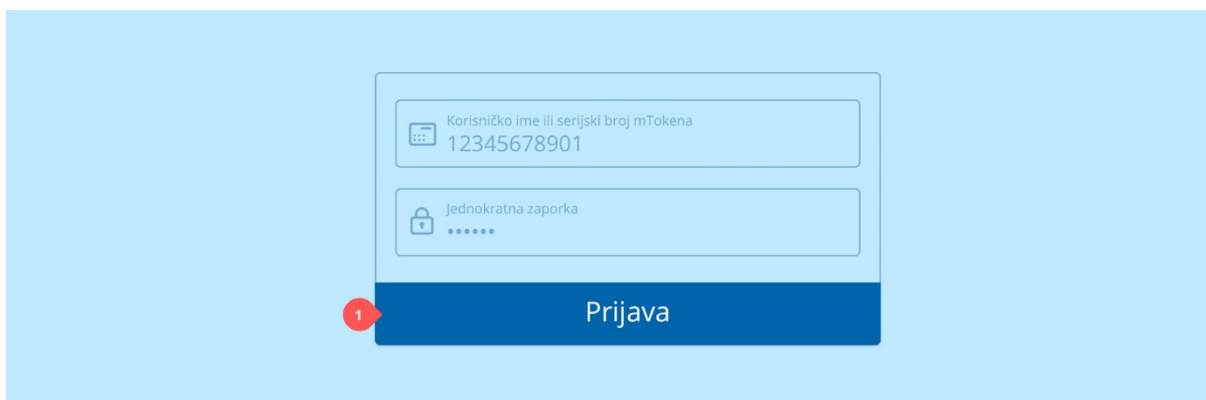 Korisničko ime ili serijski broj mTokena
12345678901
Jednokratna zaporka
••••••
1
Prijava